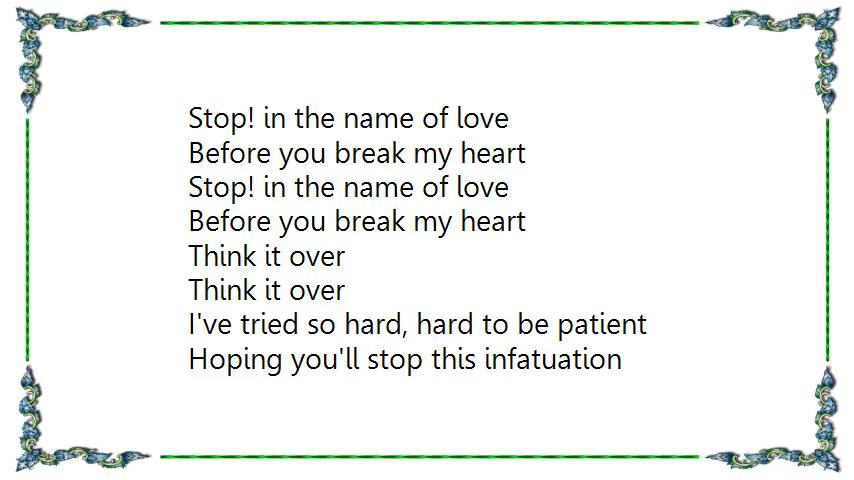 Stop! in the name of love
Before you break my heart
Stop! in the name of love
Before you break my heart
Think it over
Think it over
I've tried so hard, hard to be patient
Hoping you'll stop this infatuation